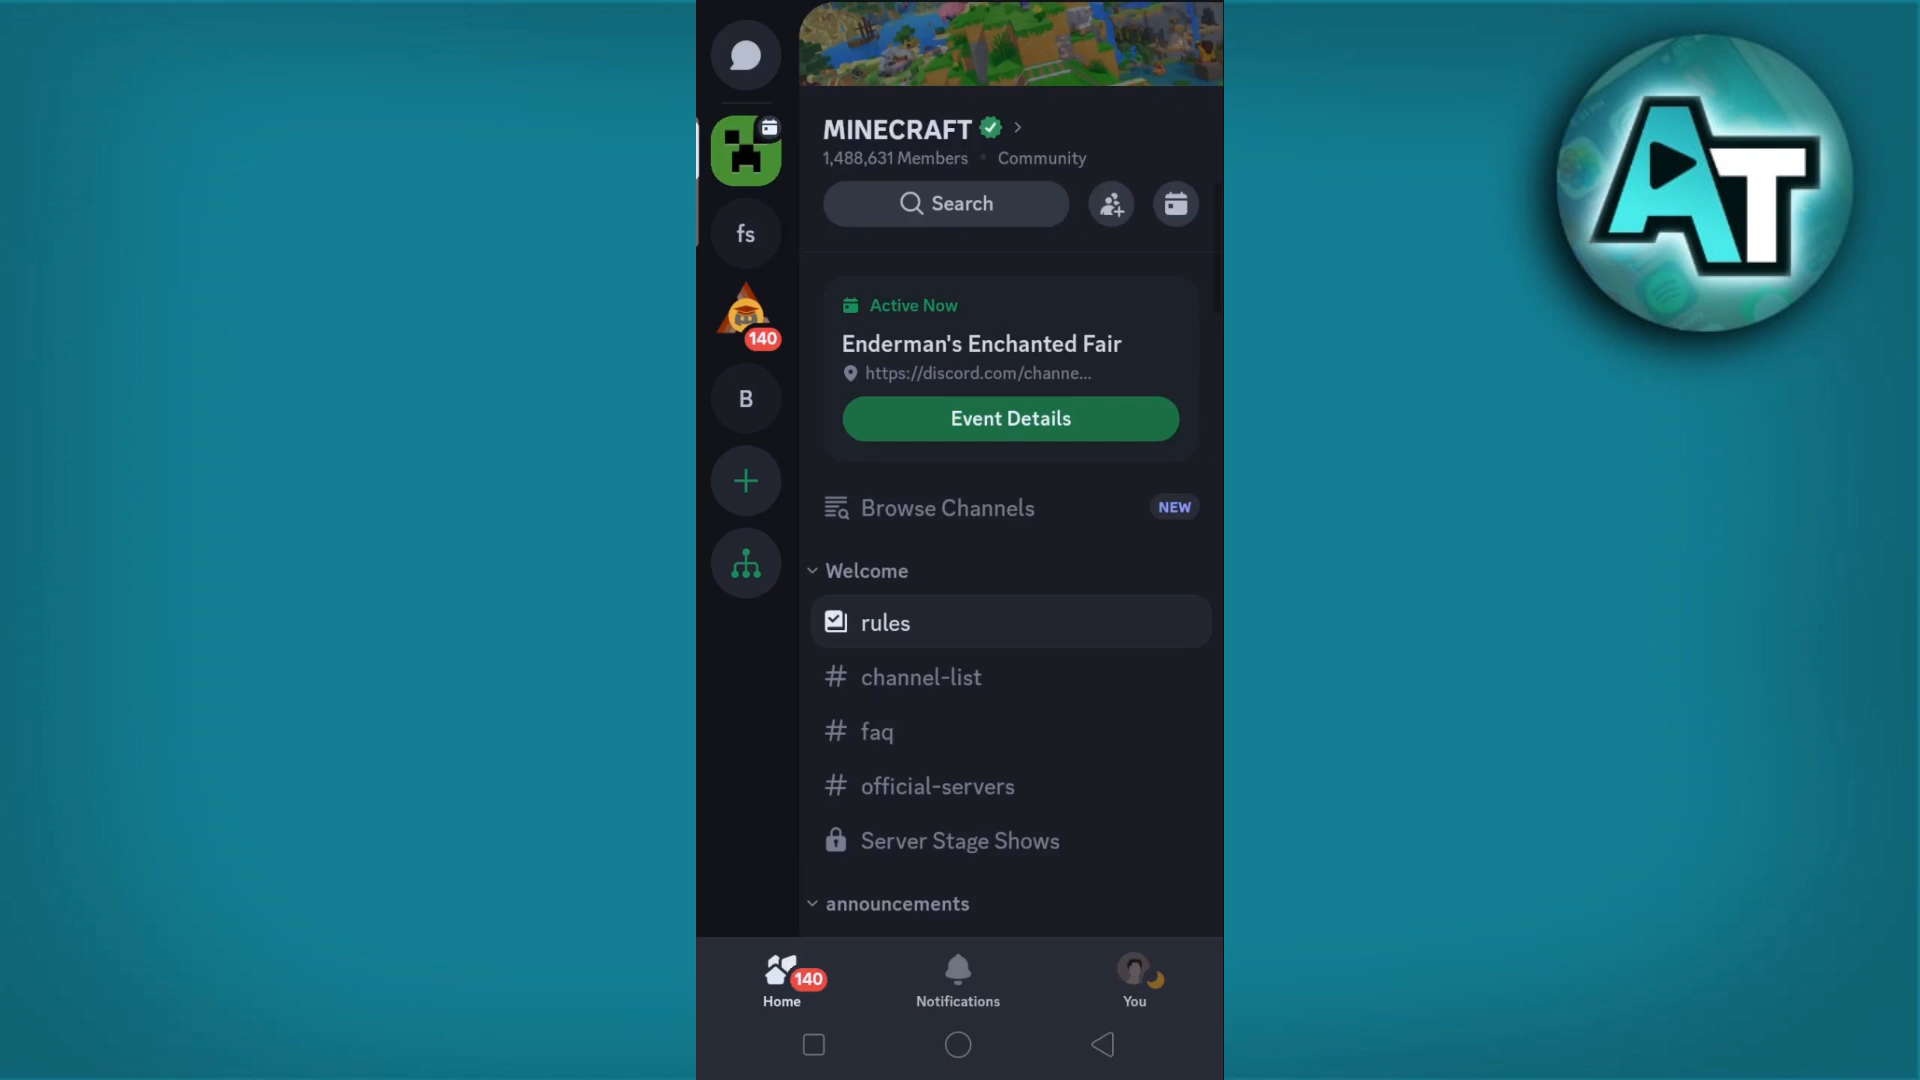 MINECRAFT
1,488,631 Members • Community
Search
fs
Active Now
140
Enderman's Enchanted Fair
https://discord.com/channe...
B
Event Details
Browse Channels NEW
Welcome
rules
# channel-list
# faq
# official-servers
Server Stage Shows
announcements
140
Home
Notifications
You
AT